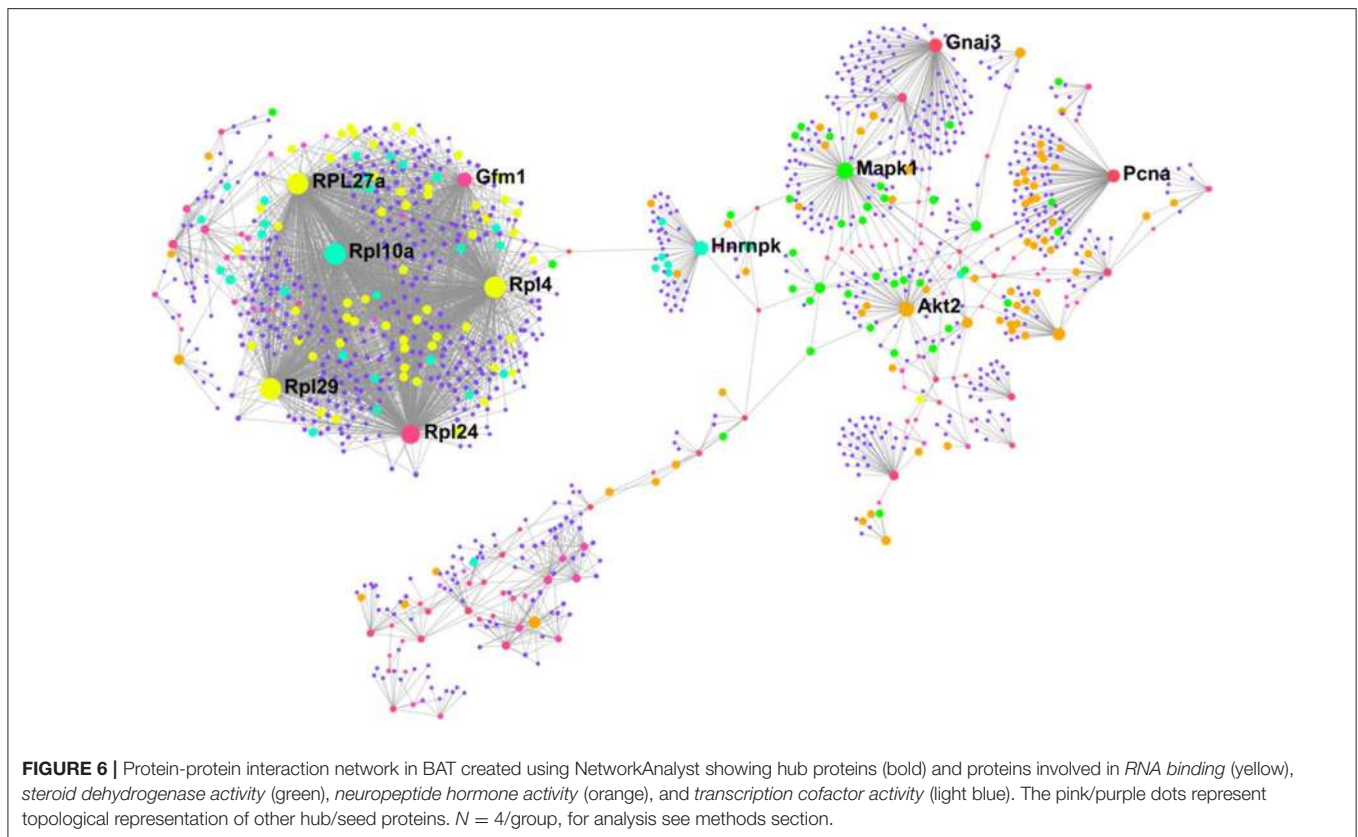 Gnai3
Mapk1
Pcna
RPL27a
Gfm1
Rpl10a
Hnrnpk
Rpl4
Akt2
Rpl29
Rpl24
FIGURE 6 | Protein-protein interaction network in BAT created using NetworkAnalyst showing hub proteins (bold) and proteins involved in RNA binding (yellow),
steroid dehydrogenase activity (green), neuropeptide hormone activity (orange), and transcription cofactor activity (light blue). The pink/purple dots represent
topological representation of other hub/seed proteins. N = 4/group, for analysis see methods section.